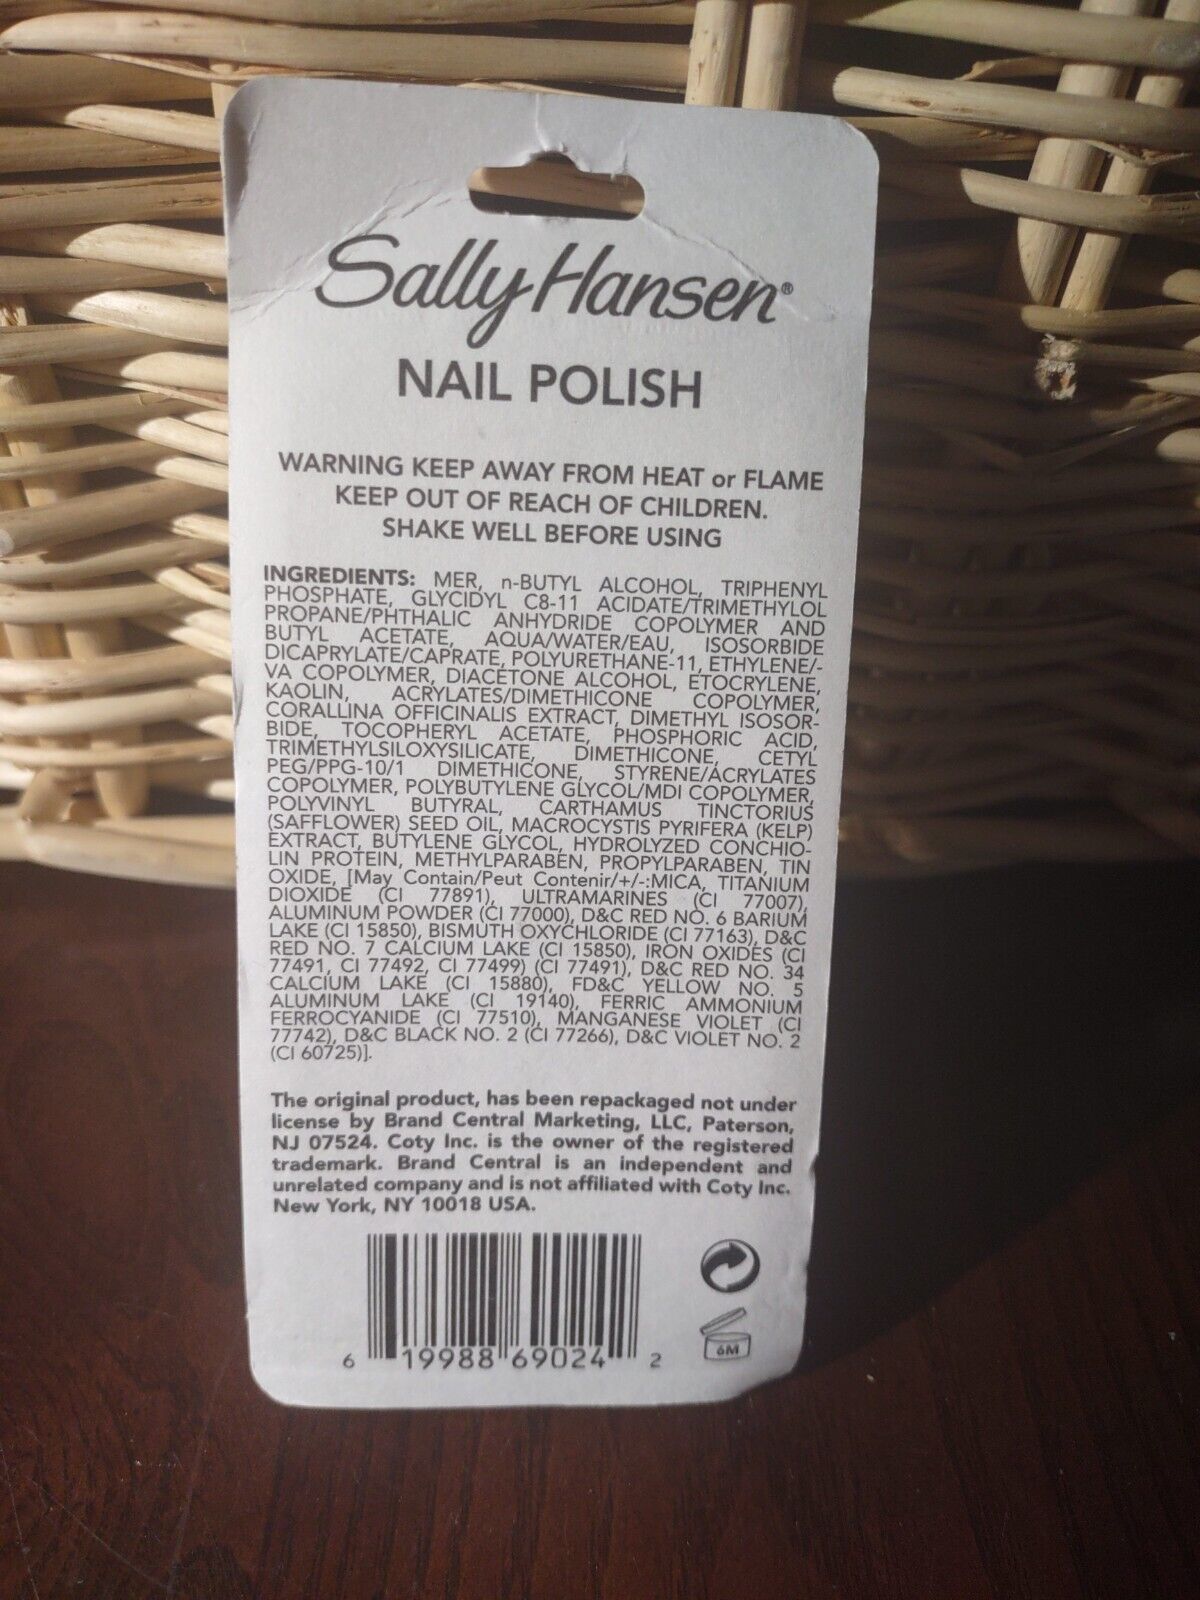 Sally Hansen®
NAIL POLISH
WARNING KEEP AWAY FROM HEAT or FLAME
KEEP OUT OF REACH OF CHILDREN.
SHAKE WELL BEFORE USING
INGREDIENTS: MER, n-BUTYL ALCOHOL, TRIPHENYL
PHOSPHATE, GLYCIDYL C8-11 ACIDATE/TRIMETHYLOL
PROPANE/PHTHALIC ANHYDRIDE COPOLYMER AND
BUTYL ACETATE, AQUA/WATER/EAU, ISOSORBIDE
DICAPRYLATE/CAPRATE, POLYURETHANE-11, ETHYLENE/-
VA COPOLYMER, DIACETONE ALCOHOL, ETOCRYLENE,
KAOLIN, ACRYLATES/DIMETHICONE COPOLYMER,
CORALLINA OFFICINALIS EXTRACT, DIMETHYL ISOSOR-
BIDE, TOCOPHERYL ACETATE, PHOSPHORIC ACID,
TRIMETHYLSILOXYSILICATE, DIMETHICONE, CETYL
PEG/PPG-10/1 DIMETHICONE, STYRENE/ACRYLATES
COPOLYMER, POLYBUTYLENE GLYCOL/MDI COPOLYMER,
POLYVINYL BUTYRAL, CARTHAMUS TINCTORIUS
(SAFFLOWER) SEED OIL, MACROCYSTIS PYRIFERA (KELP)
EXTRACT, BUTYLENE GLYCOL, HYDROLYZED CONCHIO-
LIN PROTEIN, METHYLPARABEN, PROPYLPARABEN, TIN
OXIDE, [May Contain/Peut Contenir/+/-:MICA, TITANIUM
DIOXIDE (CI 77891), ULTRAMARINES (CI 77007),
ALUMINUM POWDER (CI 77000), D&C RED NO. 6 BARIUM
LAKE (CI 15850), BISMUTH OXYCHLORIDE (CI 77163), D&C
RED NO. 7 CALCIUM LAKE (CI 15850), IRON OXIDES (CI
77491, CI 77492, CI 77499) (CI 77491), D&C RED NO. 34
CALCIUM LAKE (CI 15880), FD&C YELLOW NO. 5
ALUMINUM LAKE (CI 19140), FERRIC AMMONIUM
FERROCYANIDE (CI 77510), MANGANESE VIOLET (CI
77742), D&C BLACK NO. 2 (CI 77266), D&C VIOLET NO. 2
(CI 60725)].
The original product, has been repackaged not under
license by Brand Central Marketing, LLC, Paterson,
NJ 07524. Coty Inc. is the owner of the registered
trademark. Brand Central is an independent and
unrelated company and is not affiliated with Coty Inc.
New York, NY 10018 USA.
6 19988 69024 2
6M